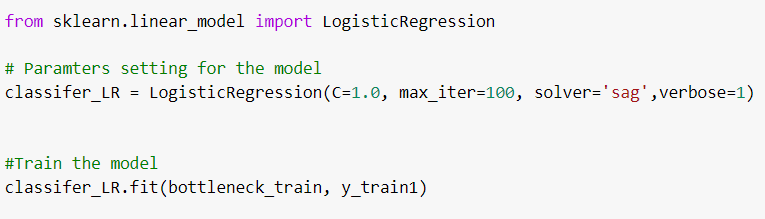 from sklearn.linear_model import LogisticRegression
# Paramters setting for the model
classifer_LR = LogisticRegression(C=1.0, max_iter=100, solver='sag',verbose=1)
#Train the model
classifer_LR.fit(bottleneck_train, y_train1)